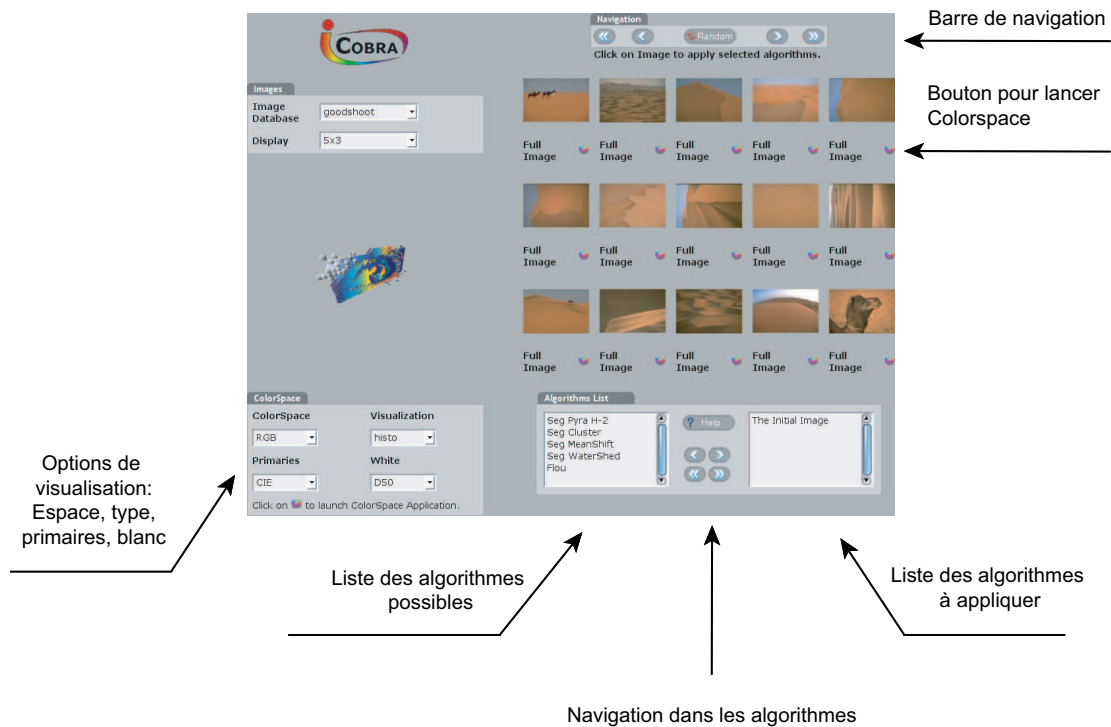 iCOBRA
Navigation
Random
Click on Image to apply selected algorithms.
Barre de navigation
Images
Image
Database
goodshoot
Display
5x3
Bouton pour lancer
Colorspace
Full
Image
Full
Image
Full
Image
Full
Image
Full
Image
Full
Image
Full
Image
Full
Image
Full
Image
Full
Image
Full
Image
Full
Image
Full
Image
Full
Image
Full
Image
ColorSpace
ColorSpace
Visualization
RGB
histo
Primaries
White
CIE
D50
Click on to launch ColorSpace Application.
Algorithms List
Seg Pyra H-2
Seg Cluster
Seg MeanShift
Seg WaterShed
Flou
? Help
The Initial Image
Options de
visualisation:
Espace, type,
primaires, blanc
Liste des algorithmes
possibles
Liste des algorithmes
à appliquer
Navigation dans les algorithmes